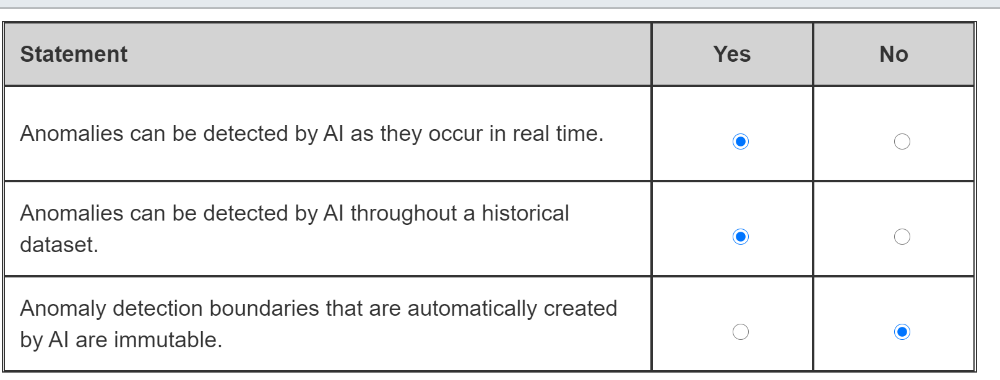 Statement Yes No
Anomalies can be detected by AI as they occur in real time.
Anomalies can be detected by AI throughout a historical
dataset.
Anomaly detection boundaries that are automatically created
by AI are immutable.